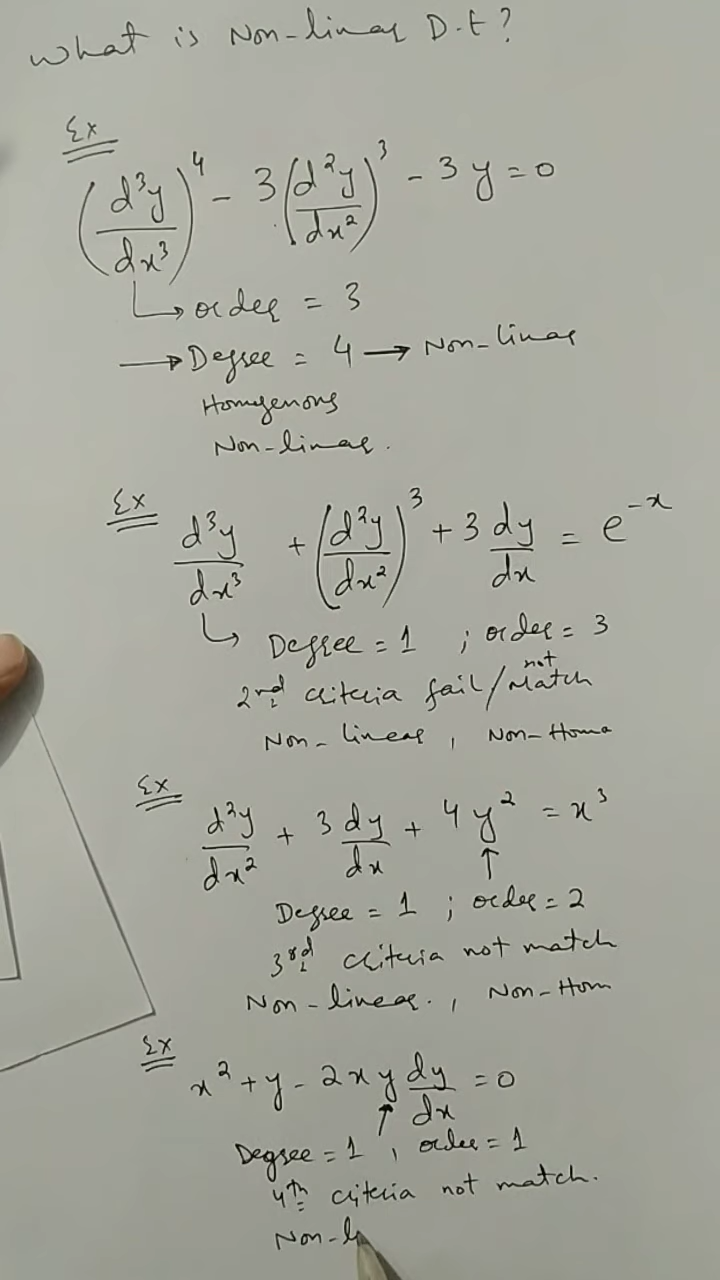 What is Non-linear D.E?
Ex
(d³y/dx³)⁴ - 3(d²y/dx²)³ - 3y = 0
↳ order = 3
→ Degree = 4 → Non-linear
Homogenous
Non-linear.
Ex
d³y/dx³ + (d²y/dx²)³ + 3 dy/dx = e^-x
↳ Degree = 1 ; order = 3
2nd criteria fail/not Match
Non-linear, Non-Homo
Ex
d²y/dx² + 3 dy/dx + 4y² = x³
↑
Degree = 1 ; order = 2
3rd criteria not match
Non-linear. , Non-Hom
Ex
x² + y - 2xy dy/dx = 0
↑
Degree = 1 , order = 1
4th criteria not match.
Non-l